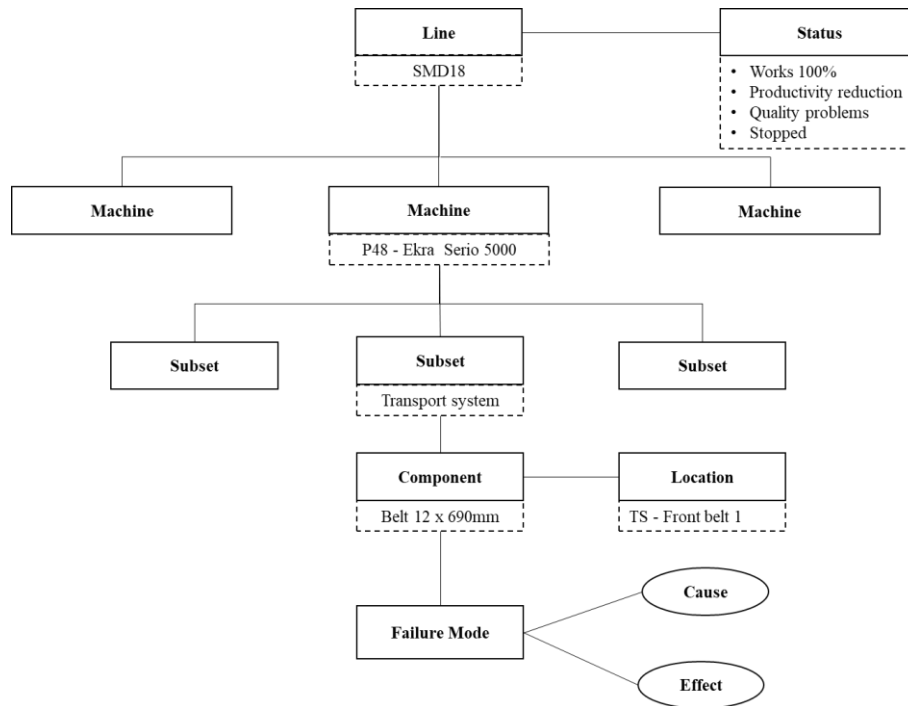 Line
Status
SMD18
• Works 100%
• Productivity reduction
• Quality problems
• Stopped
Machine
Machine
Machine
P48 - Ekra Serio 5000
Subset
Subset
Subset
Transport system
Component
Location
Belt 12 x 690mm
TS - Front belt 1
Cause
Failure Mode
Effect